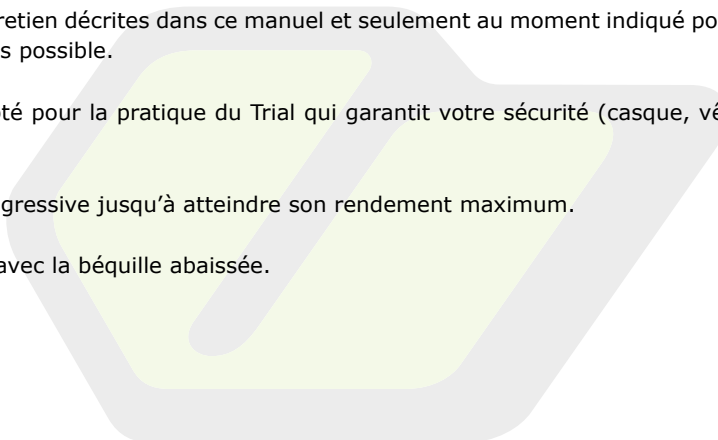 retien décrites dans ce manuel et seulement au moment indiqué po
s possible.
té pour la pratique du Trial qui garantit votre sécurité (casque, vê
gressive jusqu’à atteindre son rendement maximum.
avec la béquille abaissée.